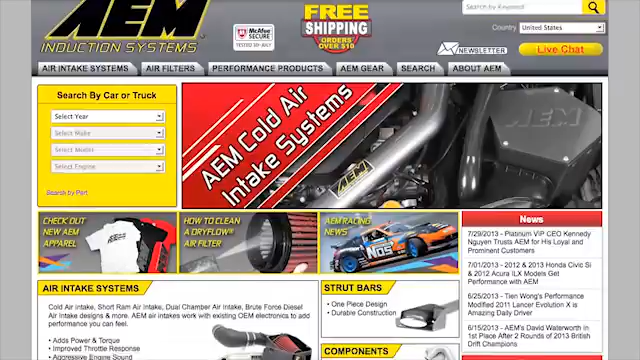 AEM
INDUCTION SYSTEMS
McAfee
SECURE
TESTED 30-JULY
FREE
SHIPPING
ORDERS
OVER $10
Search by Keyword
Country
United States
NEWSLETTER
Live Chat
AIR INTAKE SYSTEMS
AIR FILTERS
PERFORMANCE PRODUCTS
AEM GEAR
SEARCH
ABOUT AEM
Search By Car or Truck
Select Year
Select Make
Select Model
Select Engine
Search by Part
AEM Cold Air
Intake Systems
AEM
AEM
CHECK OUT
NEW AEM
APPAREL
HOW TO CLEAN
A DRYFLOW®
AIR FILTER
AEM RACING
NEWS
NOS
News
7/29/2013 - Platinum VIP CEO Kennedy
Nguyen Trusts AEM for His Loyal and
Prominent Customers
7/01/2013 - 2012 & 2013 Honda Civic Si
& 2012 Acura ILX Models Get
Performance with AEM
6/25/2013 - Tien Wong's Performance
Modified 2011 Lancer Evolution X is
Amazing Daily Driver
6/15/2013 - AEM's David Waterworth in
1st Place After 2 Rounds of 2013 British
Drift Champions
AIR INTAKE SYSTEMS
Cold Air intake, Short Ram Air intake, Dual Chamber Air Intake, Brute Force Diesel
Air Intake designs & more. AEM air intakes work with existing OEM electronics to add
performance you can feel.
• Adds Power & Torque
• Improved Throttle Response
• Aggressive Engine Sound
STRUT BARS
• One Piece Design
• Durable Construction
COMPONENTS